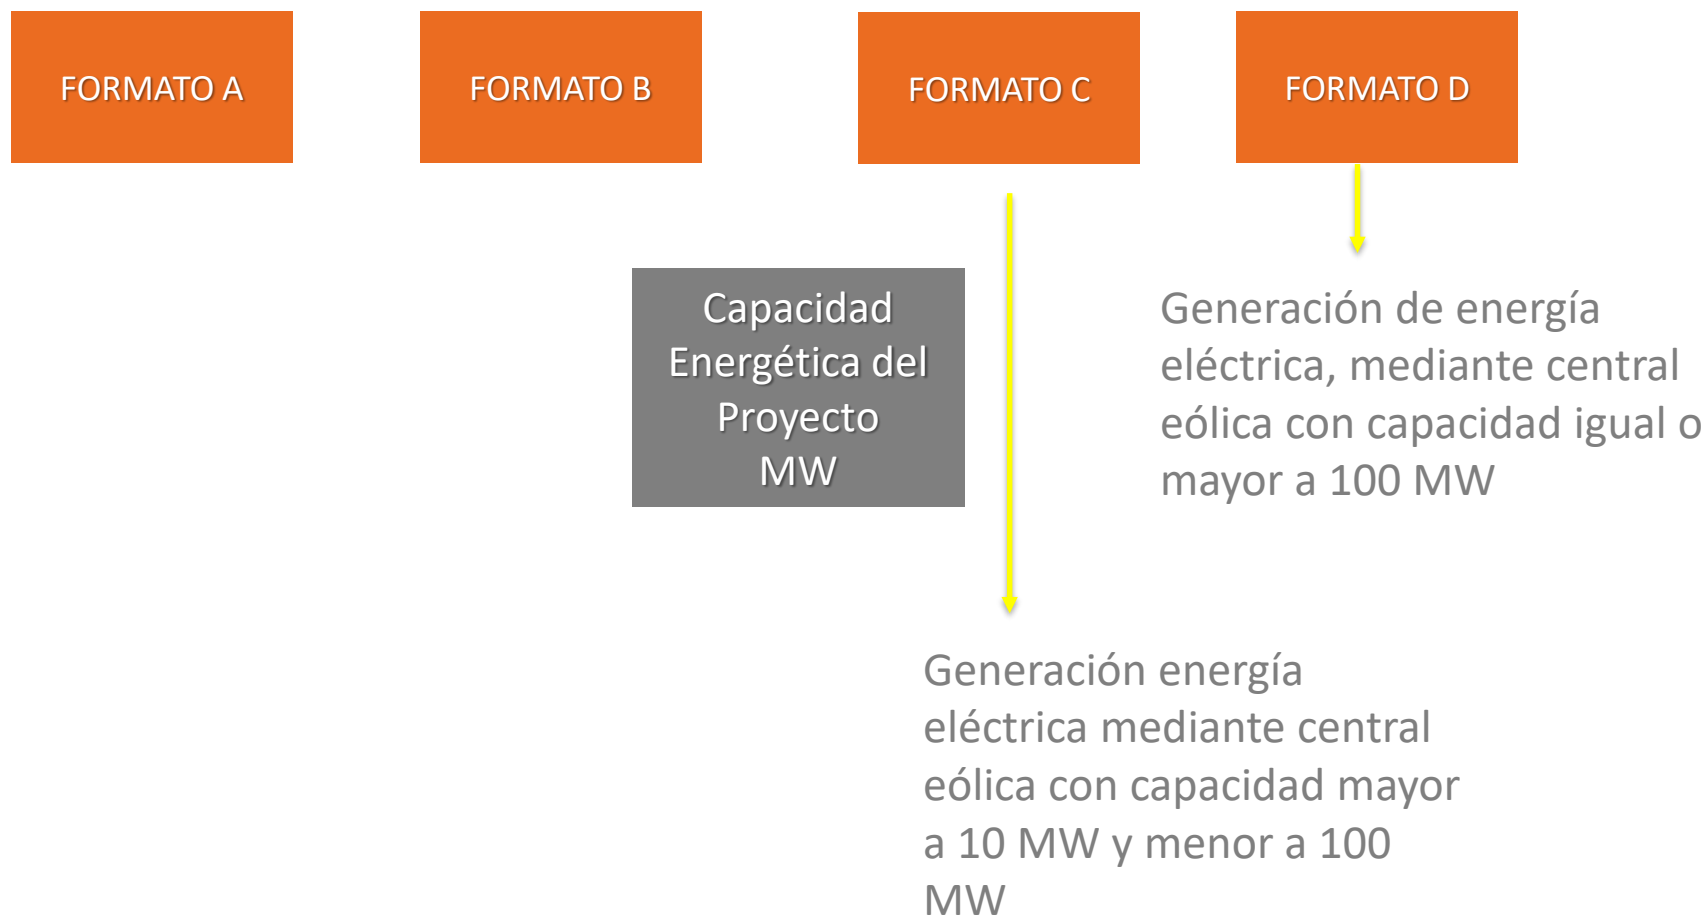 FORMATO A
FORMATO B
FORMATO C
FORMATO D
Capacidad
Energética del
Proyecto
MW
Generación de energía
eléctrica, mediante central
eólica con capacidad igual o
mayor a 100 MW
Generación energía
eléctrica mediante central
eólica con capacidad mayor
a 10 MW y menor a 100
MW